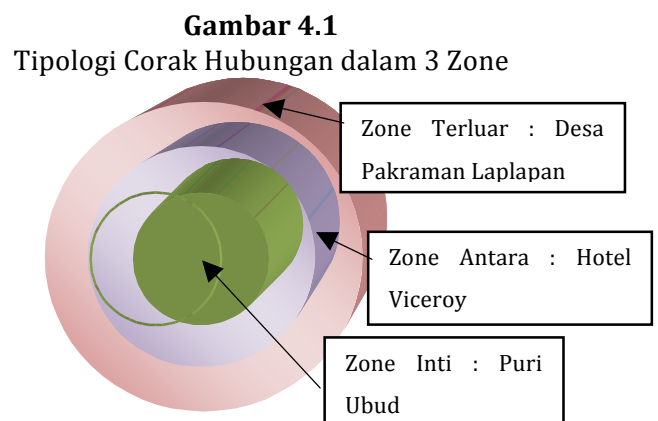 Gambar 4.1
Tipologi Corak Hubungan dalam 3 Zone
Zone Terluar : Desa
Pakraman Laplapan
Zone Antara : Hotel
Viceroy
Zone Inti : Puri
Ubud